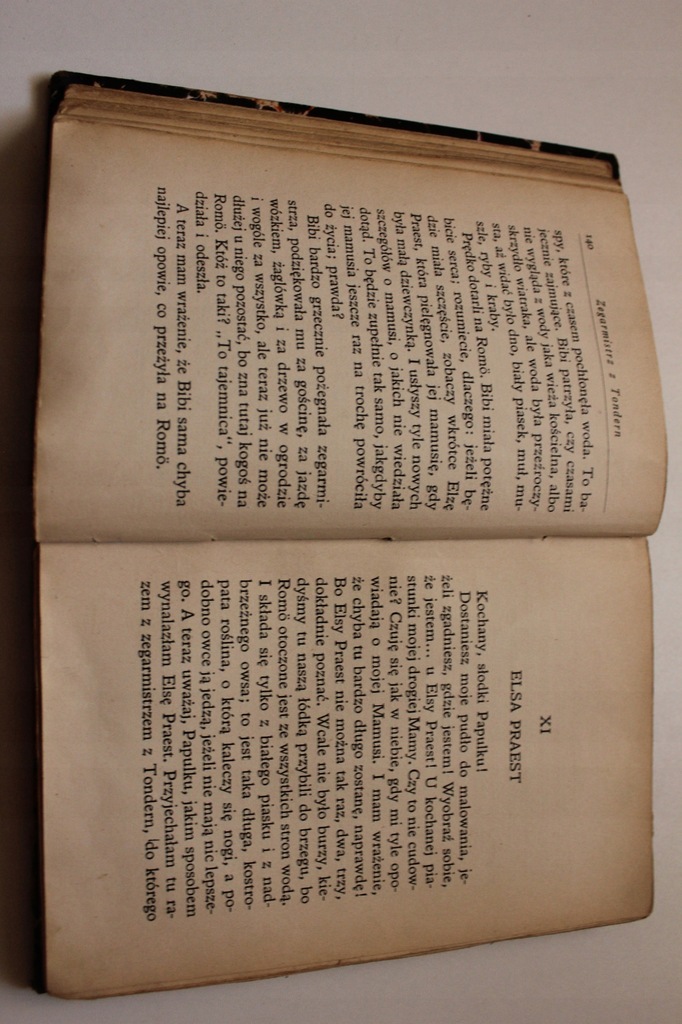 140 Zegarmistrz z Tondern
spy, które z czasem pochłonęła woda. To ba-
jecznie zajmujące. Bibi patrzyła, czy czasami
nie wygląda z wody jaka wieża kościelna, albo
skrzydło wiatraka, ale woda była przeźroczy-
sta, aż widać było dno, biały piasek, muł, mu-
szle, ryby i kraby.
Prędko dotarli na Romö. Bibi miała potężne
bicie serca; rozumiecie, dlaczego: jeżeli bę-
dzie miała szczęście, zobaczy wkrótce Elzę
Praest, która pielęgnowała jej mamusię, gdy
była małą dziewczynką. I usłyszy tyle nowych
szczegółów o mamusi, o jakich nie wiedziała
dotąd. To będzie zupełnie tak samo, jakgdyby
jej mamusia jeszcze raz na trochę powróciła
do życia; prawda?
Bibi bardzo grzecznie pożegnała zegarmi-
strza, podziękowała mu za gościnę, za jazdę
wózkiem, żaglówką i za drzewo w ogrodzie
i wogóle za wszystko, ale teraz już nie może
dłużej u niego pozostać, bo zna tutaj kogoś na
Romö. Któż to taki? „To tajemnica“, powie-
działa i odeszła.
A teraz mam wrażenie, że Bibi sama chyba
najlepiej opowie, co przeżyła na Romö.
XI
ELSA PRAEST
Kochany, słodki Papulku!
Dostaniesz moje pudło do malowania, je-
żeli zgadniesz, gdzie jestem! Wyobraź sobie,
że jestem... u Elsy Praest! U kochanej pia-
stunki mojej drogiej Mamy. Czy to nie cudow-
nie? Czuję się jak w niebie, gdy mi tyle opo-
wiadają o mojej Mamusi. I mam wrażenie,
że chyba tu bardzo długo zostanę, naprawdę!
Bo Elsy Praest nie można tak raz, dwa, trzy,
dokładnie poznać. Wcale nie było burzy, kie-
dyśmy tu naszą łódką przybili do brzegu, bo
Romö otoczone jest ze wszystkich stron wodą.
I składa się tylko z białego piasku i z nad-
brzeżnego owsa; to jest taka długa, kostro-
pata roślina, o którą kaleczy się nogi, a po-
dobno owce ją jedzą, jeżeli nie mają nic lepsze-
go. A teraz uważaj, Papulku, jakim sposobem
wynalazłam Elsę Praest. Przyjechałam tu ra-
zem z zegarmistrzem z Tondern, do którego